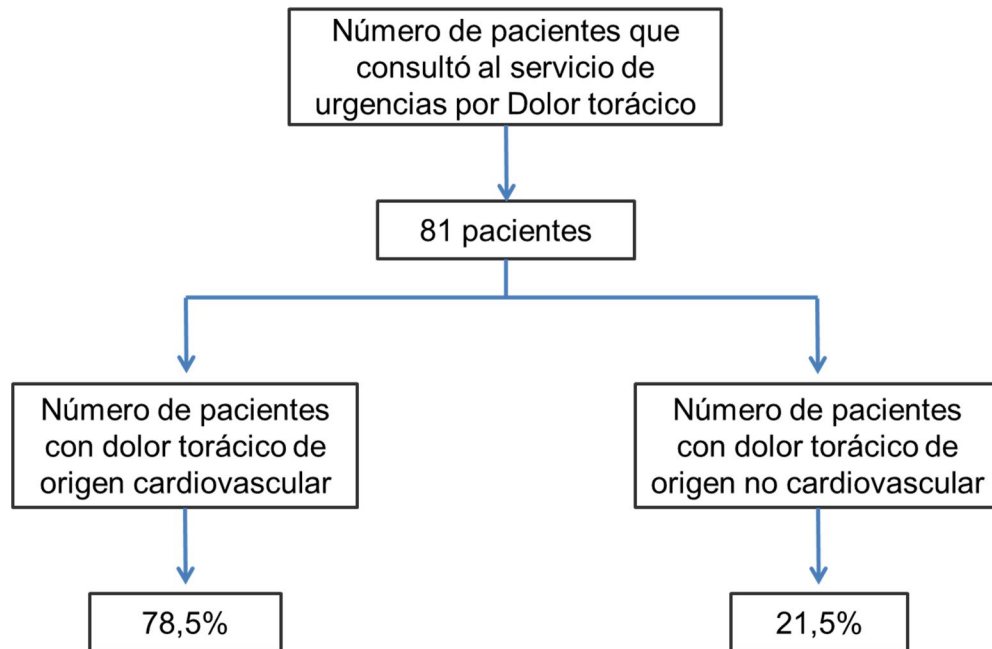 Número de pacientes que
consultó al servicio de
urgencias por Dolor torácico
81 pacientes
Número de pacientes
con dolor torácico de
origen cardiovascular
Número de pacientes
con dolor torácico de
origen no cardiovascular
78,5%
21,5%